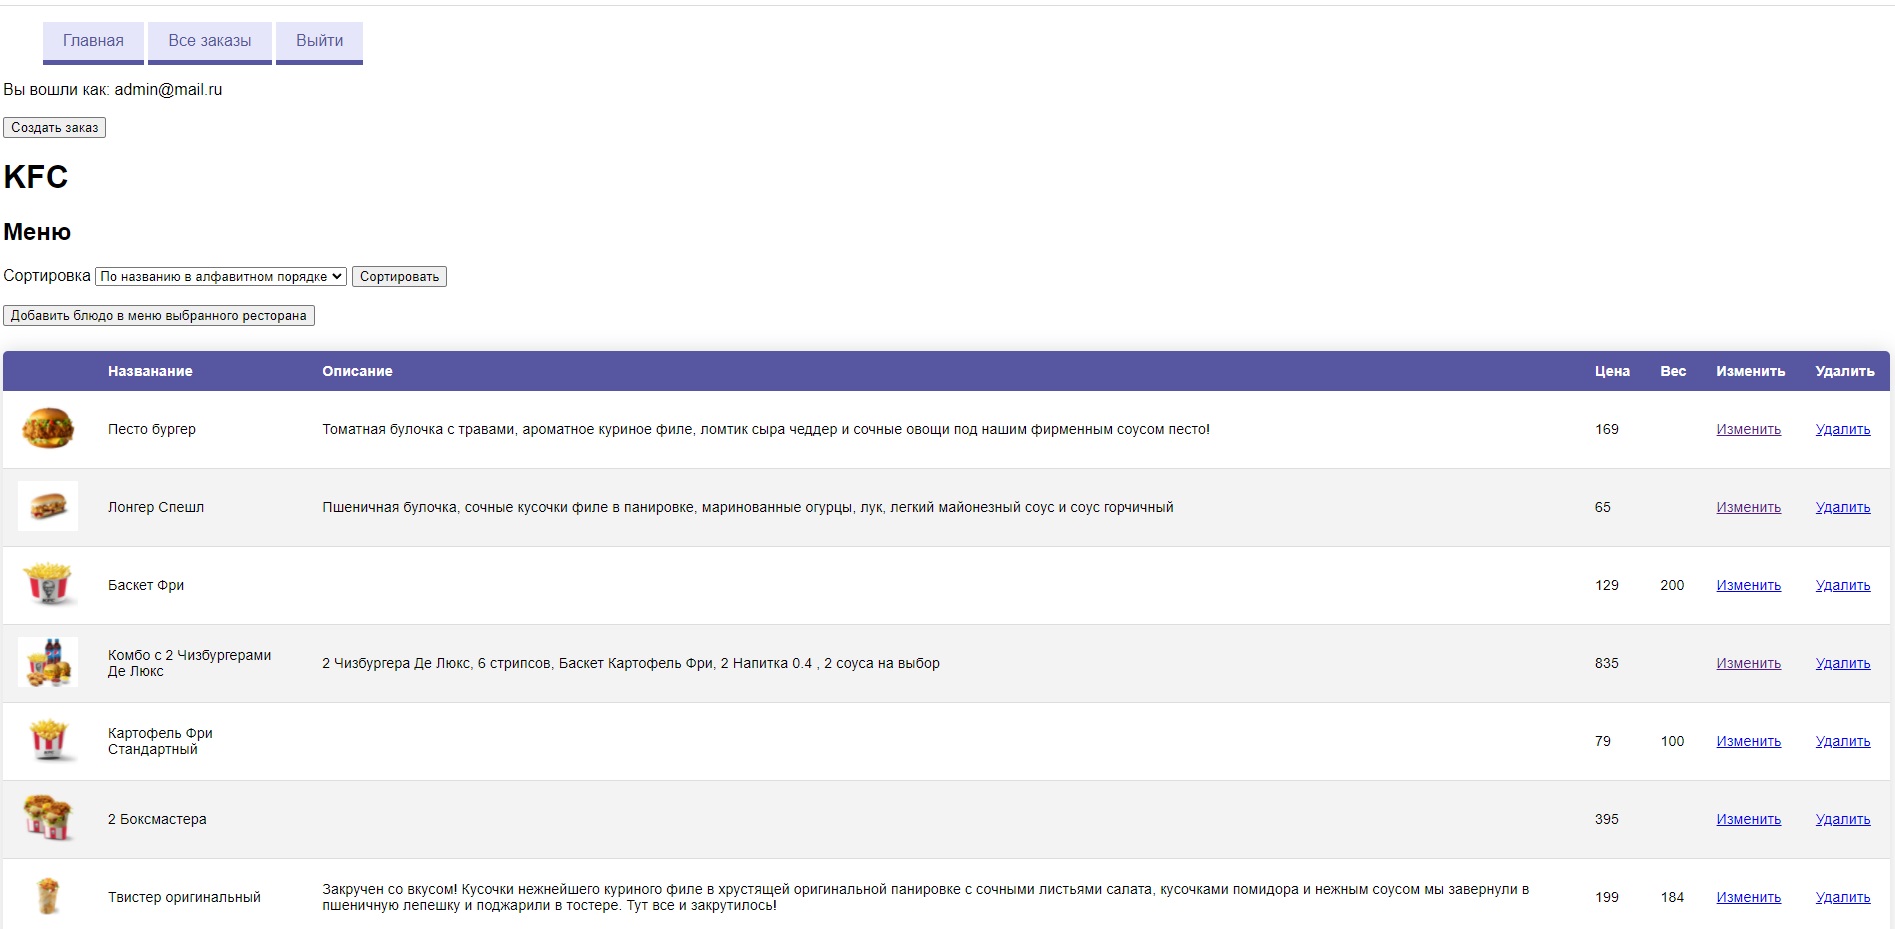 Главная Все заказы Выйти
Вы вошли как: admin@mail.ru
Создать заказ
KFC
Меню
Сортировка По названию в алфавитном порядке Сортировать
Добавить блюдо в меню выбранного ресторана
Названание Описание Цена Вес Изменить Удалить
Песто бургер Томатная булочка с травами, ароматное куриное филе, ломтик сыра чеддер и сочные овощи под нашим фирменным соусом песто! 169 Изменить Удалить
Лонгер Спешл Пшеничная булочка, сочные кусочки филе в панировке, маринованные огурцы, лук, легкий майонезный соус и соус горчичный 65 Изменить Удалить
Баскет Фри 129 200 Изменить Удалить
Комбо с 2 Чизбургерами
Де Люкс
2 Чизбургера Де Люкс, 6 стрипсов, Баскет Картофель Фри, 2 Напитка 0.4 , 2 соуса на выбор 835 Изменить Удалить
Картофель Фри
Стандартный
79 100 Изменить Удалить
2 Боксмастера 395 Изменить Удалить
Твистер оригинальный
Закручен со вкусом! Кусочки нежнейшего куриного филе в хрустящей оригинальной панировке с сочными листьями салата, кусочками помидора и нежным соусом мы завернули в
пшеничную лепешку и поджарили в тостере. Тут все и закрутилось!
199 184 Изменить Удалить